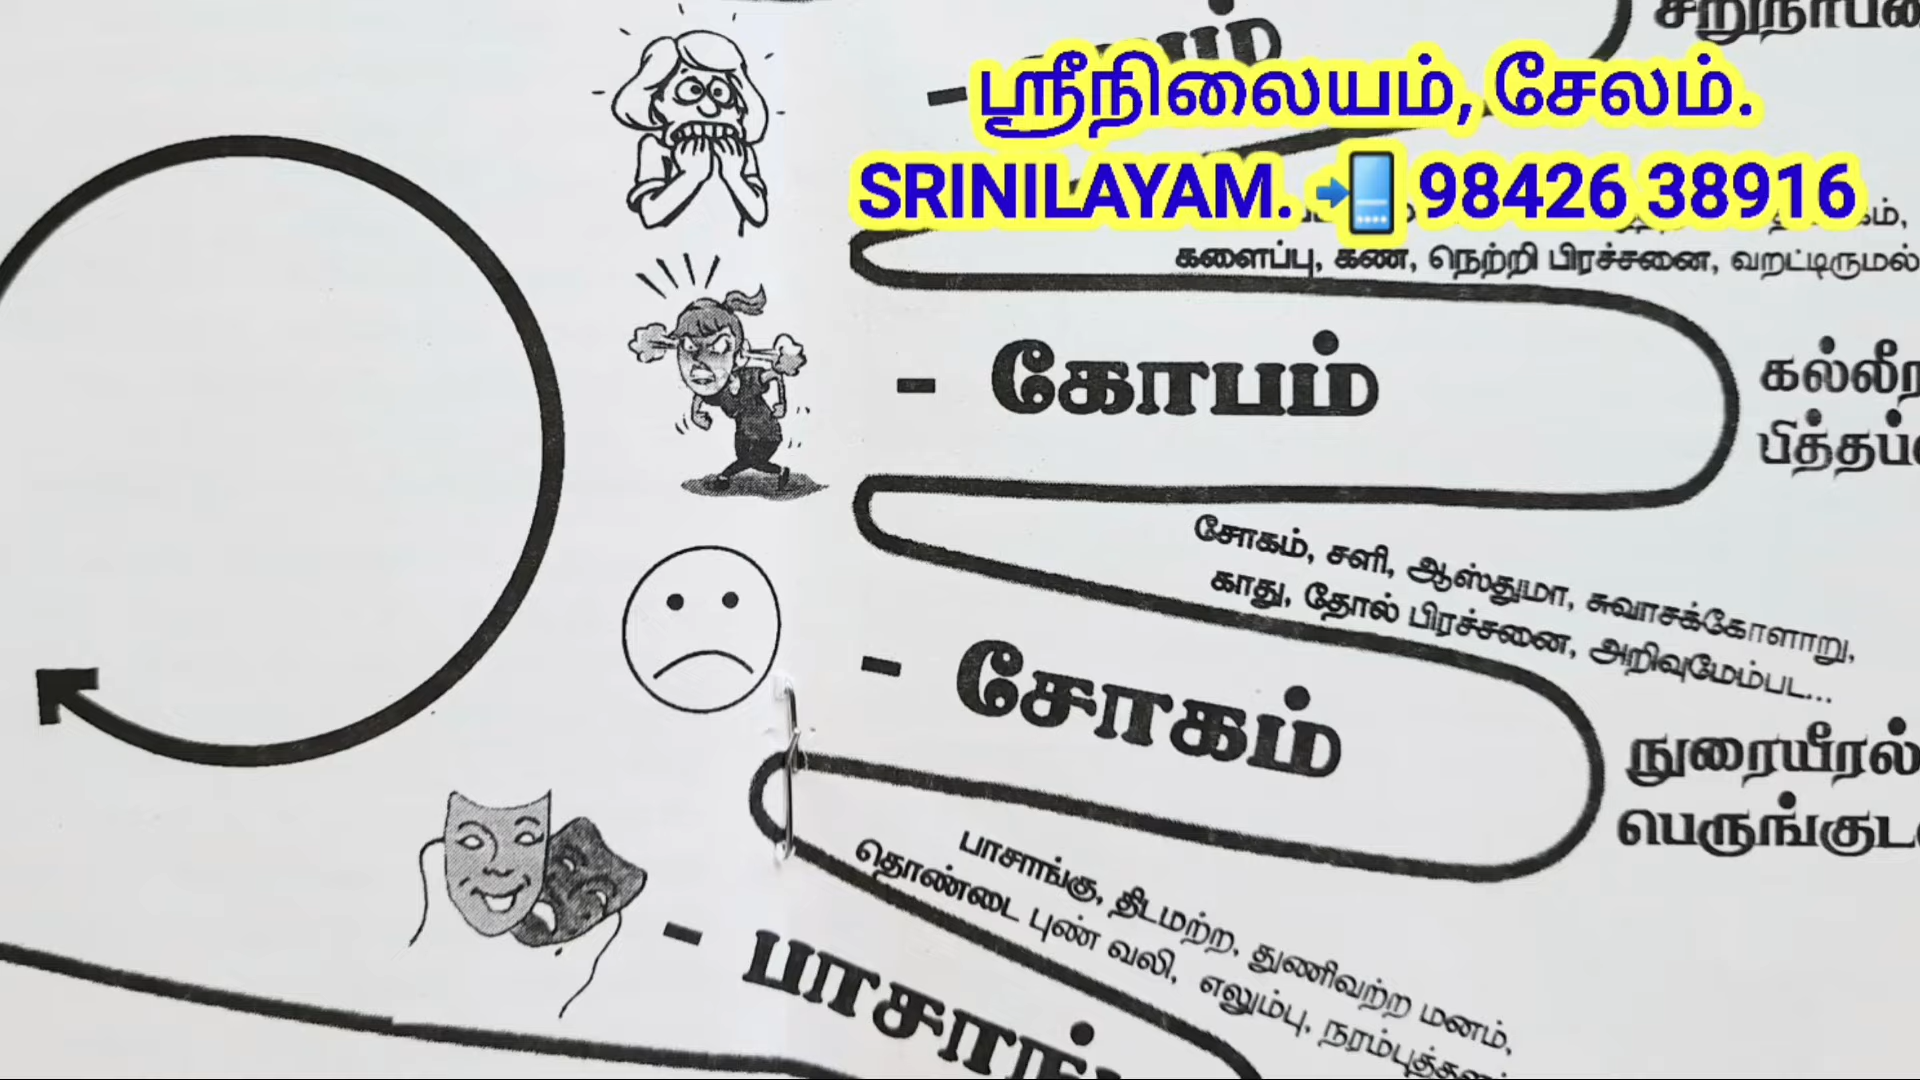 ஸ்ரீநிலையம், சேலம்.
SRINILAYAM. 98426 38916
களைப்பு, கண், நெற்றி பிரச்சனை, வறட்டிருமல்
- கோபம்
சோகம், சளி, ஆஸ்துமா, சுவாசக்கோளாறு,
காது, தோல் பிரச்சனை, அறிவுமேம்பட...
- சோகம்
நுரையீரல்
பாசாங்கு, திடமற்ற, துணிவற்ற மனம்,
தொண்டை புண் வலி, எலும்பு,